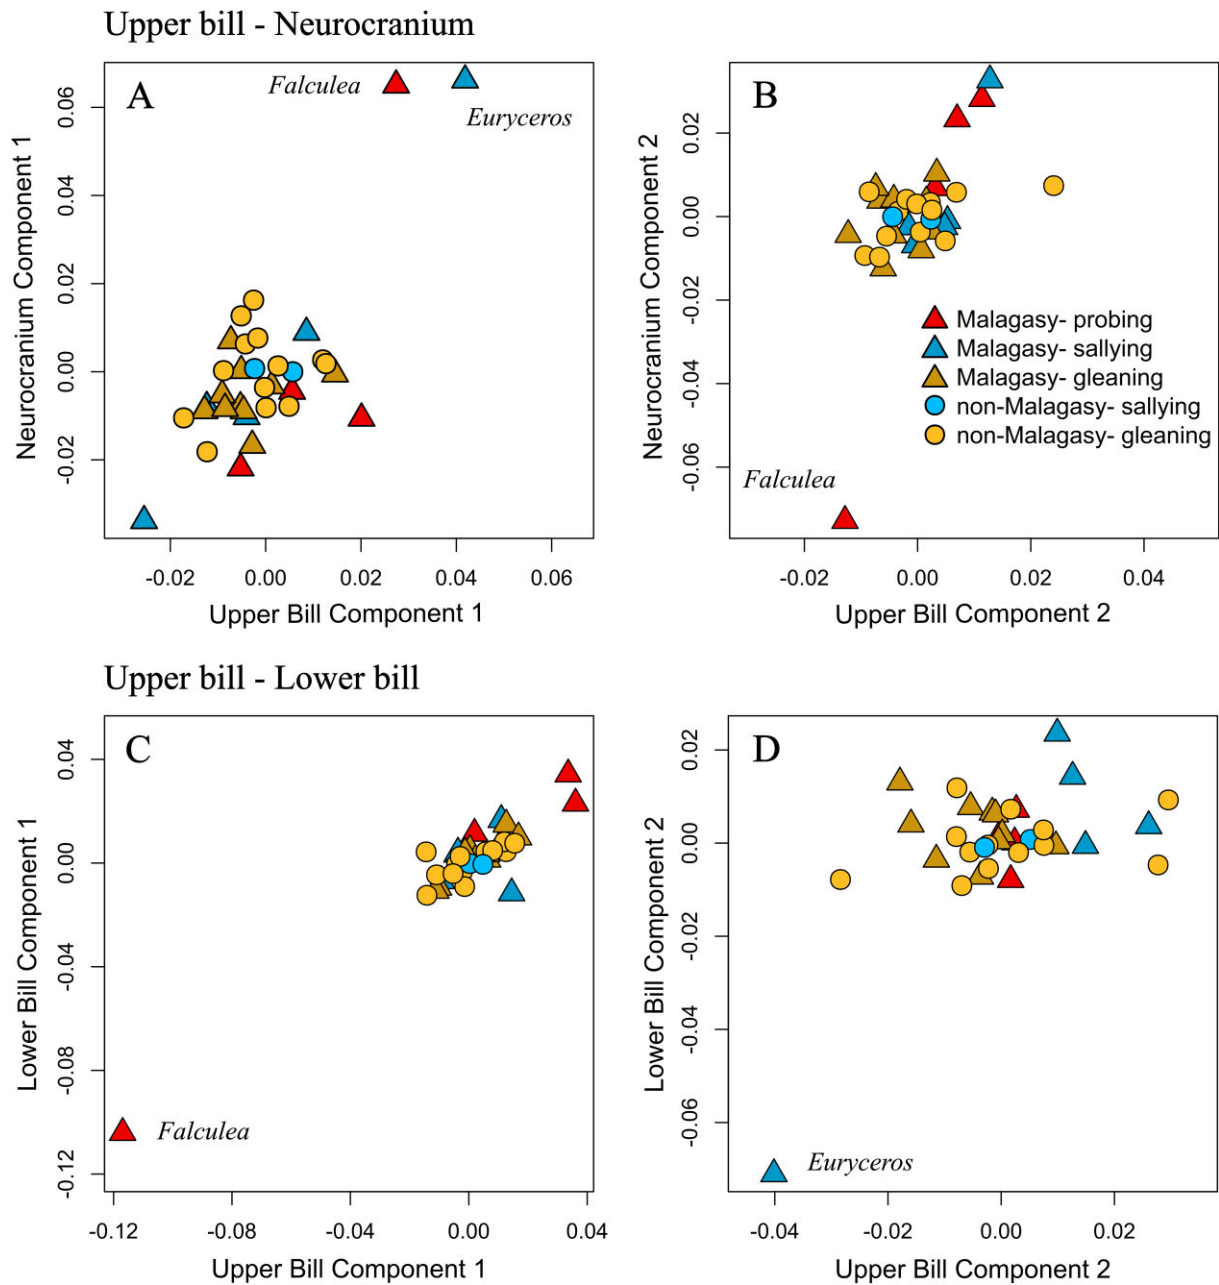 Upper bill - Neurocranium
A
Falculea
Euryceros
Neurocranium Component 1
0.06
0.04
0.02
0.00
-0.02
-0.02
0.00
0.02
0.04
0.06
Upper Bill Component 1
B
Neurocranium Component 2
0.02
0.00
-0.02
-0.04
-0.06
Malagasy- probing
Malagasy- sallying
Malagasy- gleaning
non-Malagasy- sallying
non-Malagasy- gleaning
Falculea
-0.02
0.00
0.02
0.04
Upper Bill Component 2
Upper bill - Lower bill
C
Lower Bill Component 1
0.04
0.00
-0.04
-0.08
-0.12
Falculea
-0.12
-0.08
-0.04
0.00
0.04
Upper Bill Component 1
D
Lower Bill Component 2
0.02
0.00
-0.02
-0.04
-0.06
Euryceros
-0.04
-0.02
0.00
0.02
Upper Bill Component 2